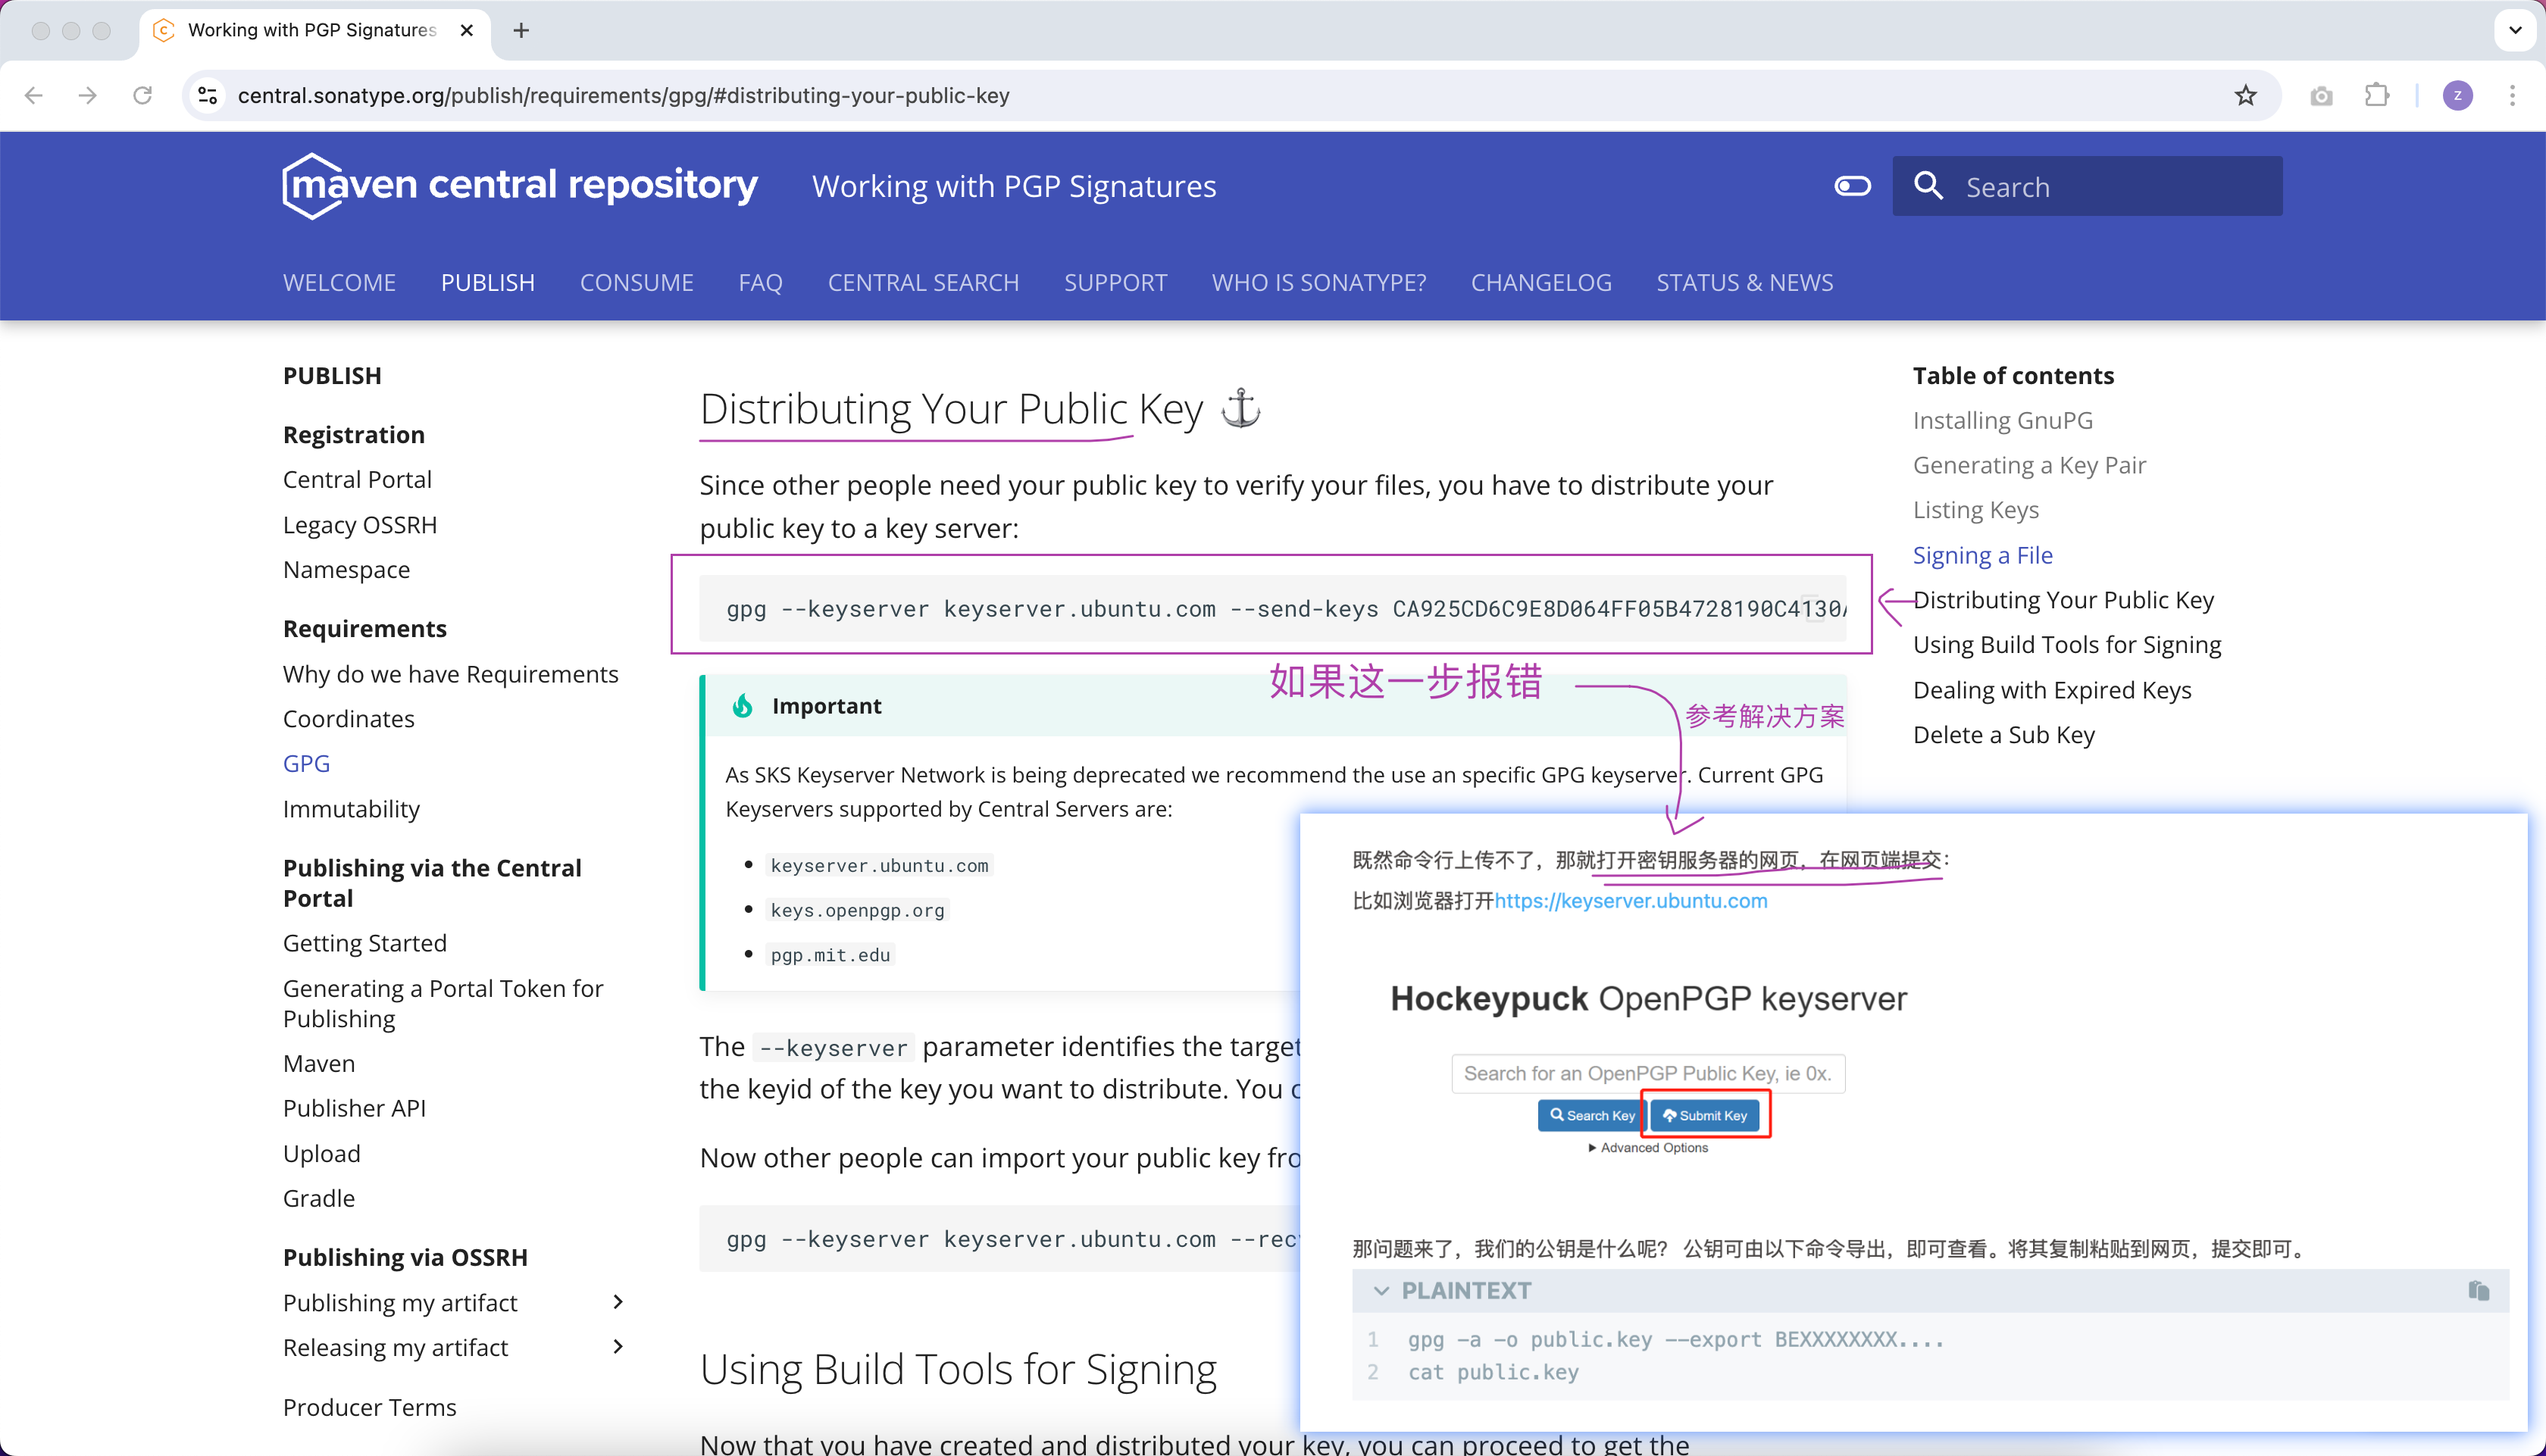 Working with PGP Signatures
central.sonatype.org/publish/requirements/gpg/#distributing-your-public-key
z
maven central repository
Working with PGP Signatures
Search
WELCOME
PUBLISH
CONSUME
FAQ
CENTRAL SEARCH
SUPPORT
WHO IS SONATYPE?
CHANGELOG
STATUS & NEWS
PUBLISH
Registration
Central Portal
Legacy OSSRH
Namespace
Requirements
Why do we have Requirements
Coordinates
GPG
Immutability
Publishing via the Central
Portal
Getting Started
Generating a Portal Token for
Publishing
Maven
Publisher API
Upload
Gradle
Publishing via OSSRH
Publishing my artifact
Releasing my artifact
Producer Terms
Distributing Your Public Key
Since other people need your public key to verify your files, you have to distribute your
public key to a key server:
gpg --keyserver keyserver.ubuntu.com --send-keys CA925CD6C9E8D064FF05B4728190C4130
如果这一步报错
参考解决方案
Important
As SKS Keyserver Network is being deprecated we recommend the use an specific GPG keyserver. Current GPG
Keyservers supported by Central Servers are:
keyserver.ubuntu.com
keys.openpgp.org
pgp.mit.edu
The --keyserver parameter identifies the target
the keyid of the key you want to distribute. You
Now other people can import your public key
gpg --keyserver keyserver.ubuntu.com
Using Build Tools for Signing
Now that you have created and distributed your key, you can proceed to get the
Table of contents
Installing GnuPG
Generating a Key Pair
Listing Keys
Signing a File
Distributing Your Public Key
Using Build Tools for Signing
Dealing with Expired Keys
Delete a Sub Key
既然命令行上传不了，那就打开密钥服务器的网页，在网页端提交：
比如浏览器打开https://keyserver.ubuntu.com
Hockeypuck OpenPGP keyserver
Search for an OpenPGP Public Key, ie 0x.
Search Key
Submit Key
Advanced Options
那问题来了，我们的公钥是什么呢？ 公钥可由以下命令导出，即可查看。将其复制粘贴到网页，提交即可。
PLAINTEXT
1 gpg -a -o public.key --export BEXXXXXXXX....
2 cat public.key